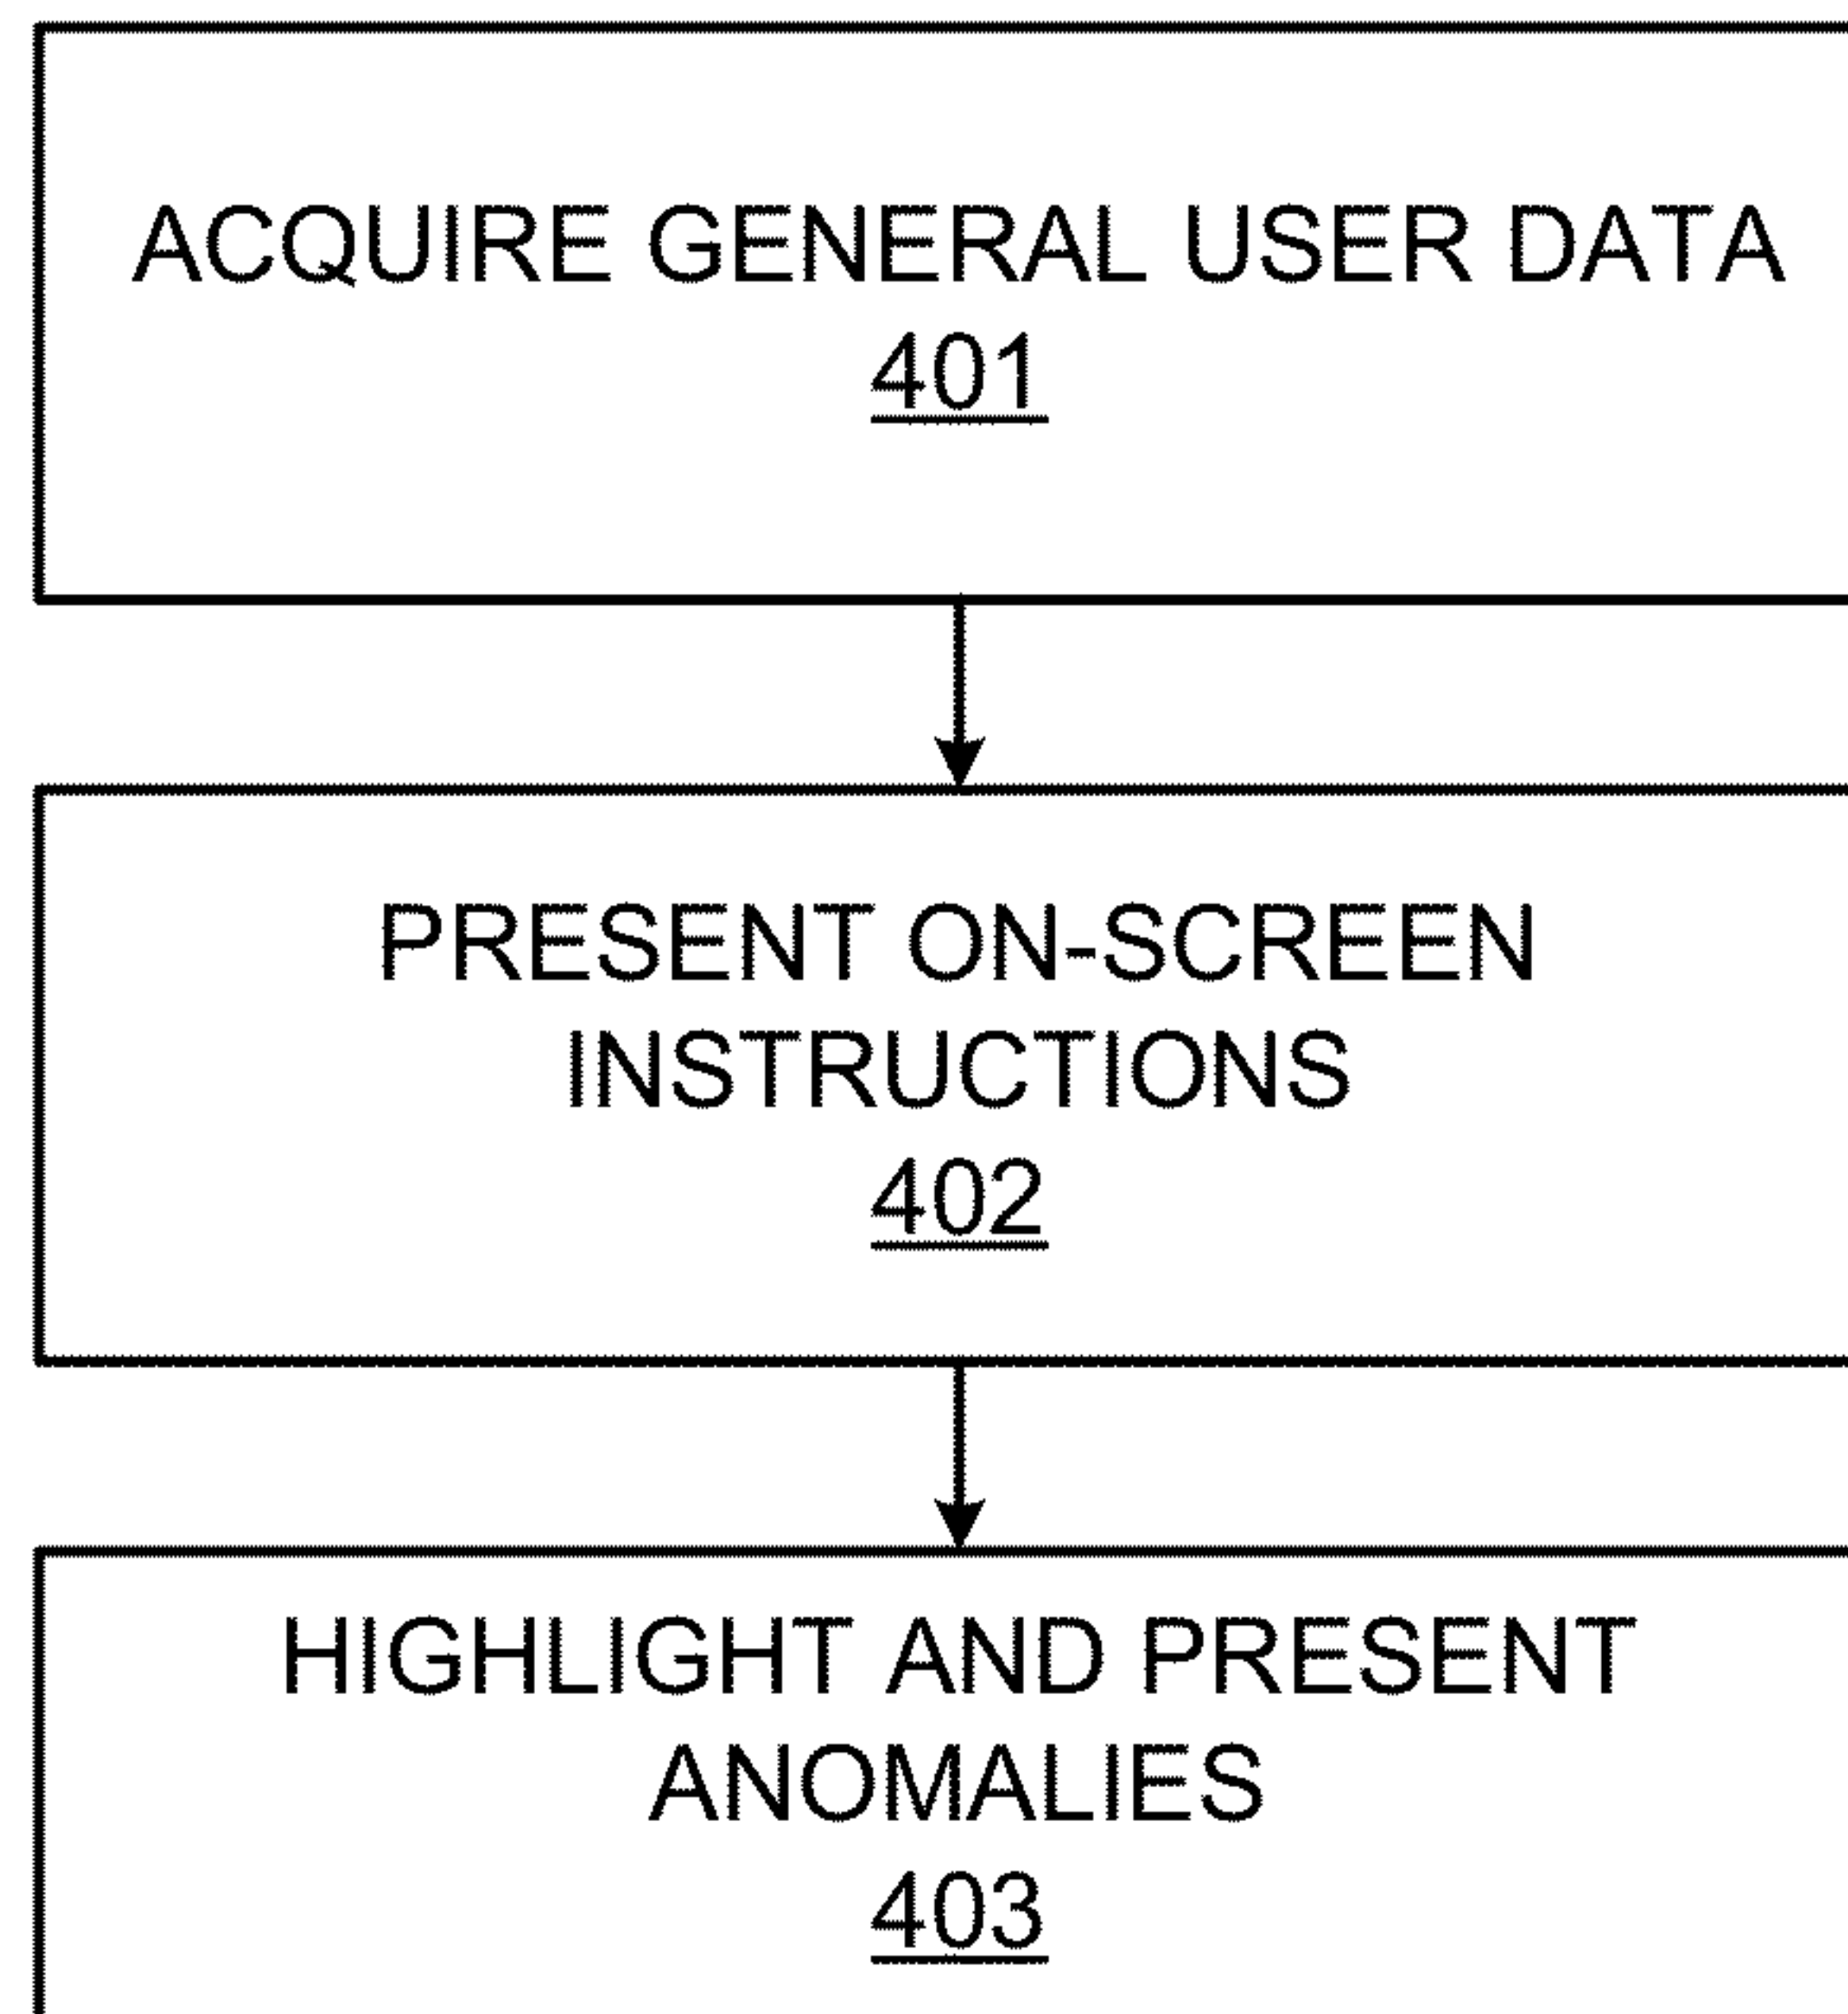 ACQUIRE GENERAL USER DATA
401
PRESENT ON-SCREEN
INSTRUCTIONS
402
HIGHLIGHT AND PRESENT
ANOMALIES
403